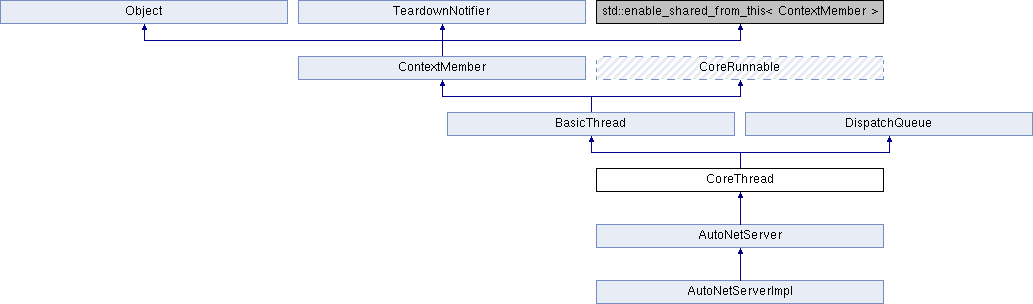 Object
TeardownNotifier
std::enable_shared_from_this< ContextMember >
ContextMember
CoreRunnable
BasicThread
DispatchQueue
CoreThread
AutoNetServer
AutoNetServerImpl